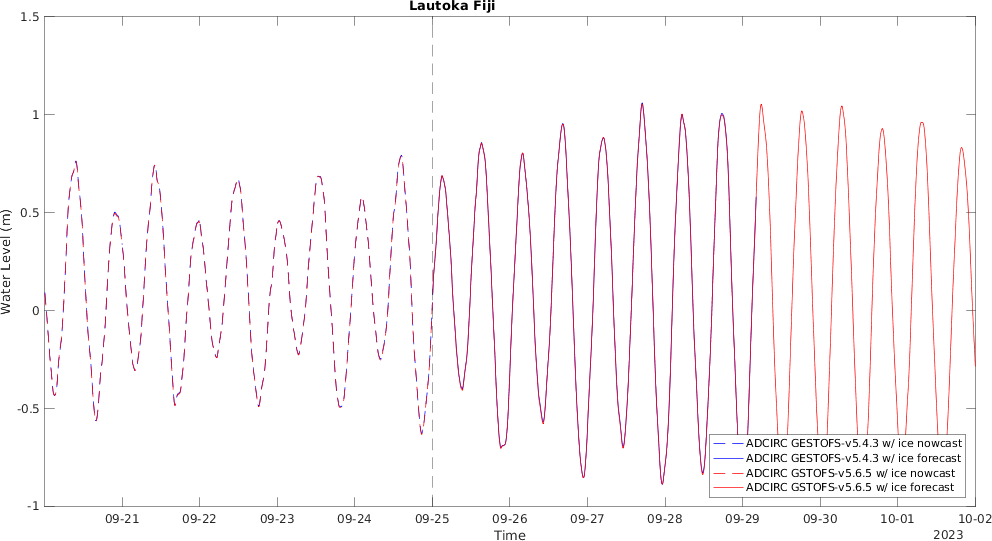 Lautoka Fiji
1.5
1
0.5
0
-0.5
-1
Water Level (m)
ADCIRC GESTOFS-v5.4.3 w/ ice nowcast
ADCIRC GESTOFS-v5.4.3 w/ ice forecast
ADCIRC GSTOFS-v5.6.5 w/ ice nowcast
ADCIRC GSTOFS-v5.6.5 w/ ice forecast
09-21 09-22 09-23 09-24 09-25 09-26 09-27 09-28 09-29 09-30 10-01 10-02
Time
2023